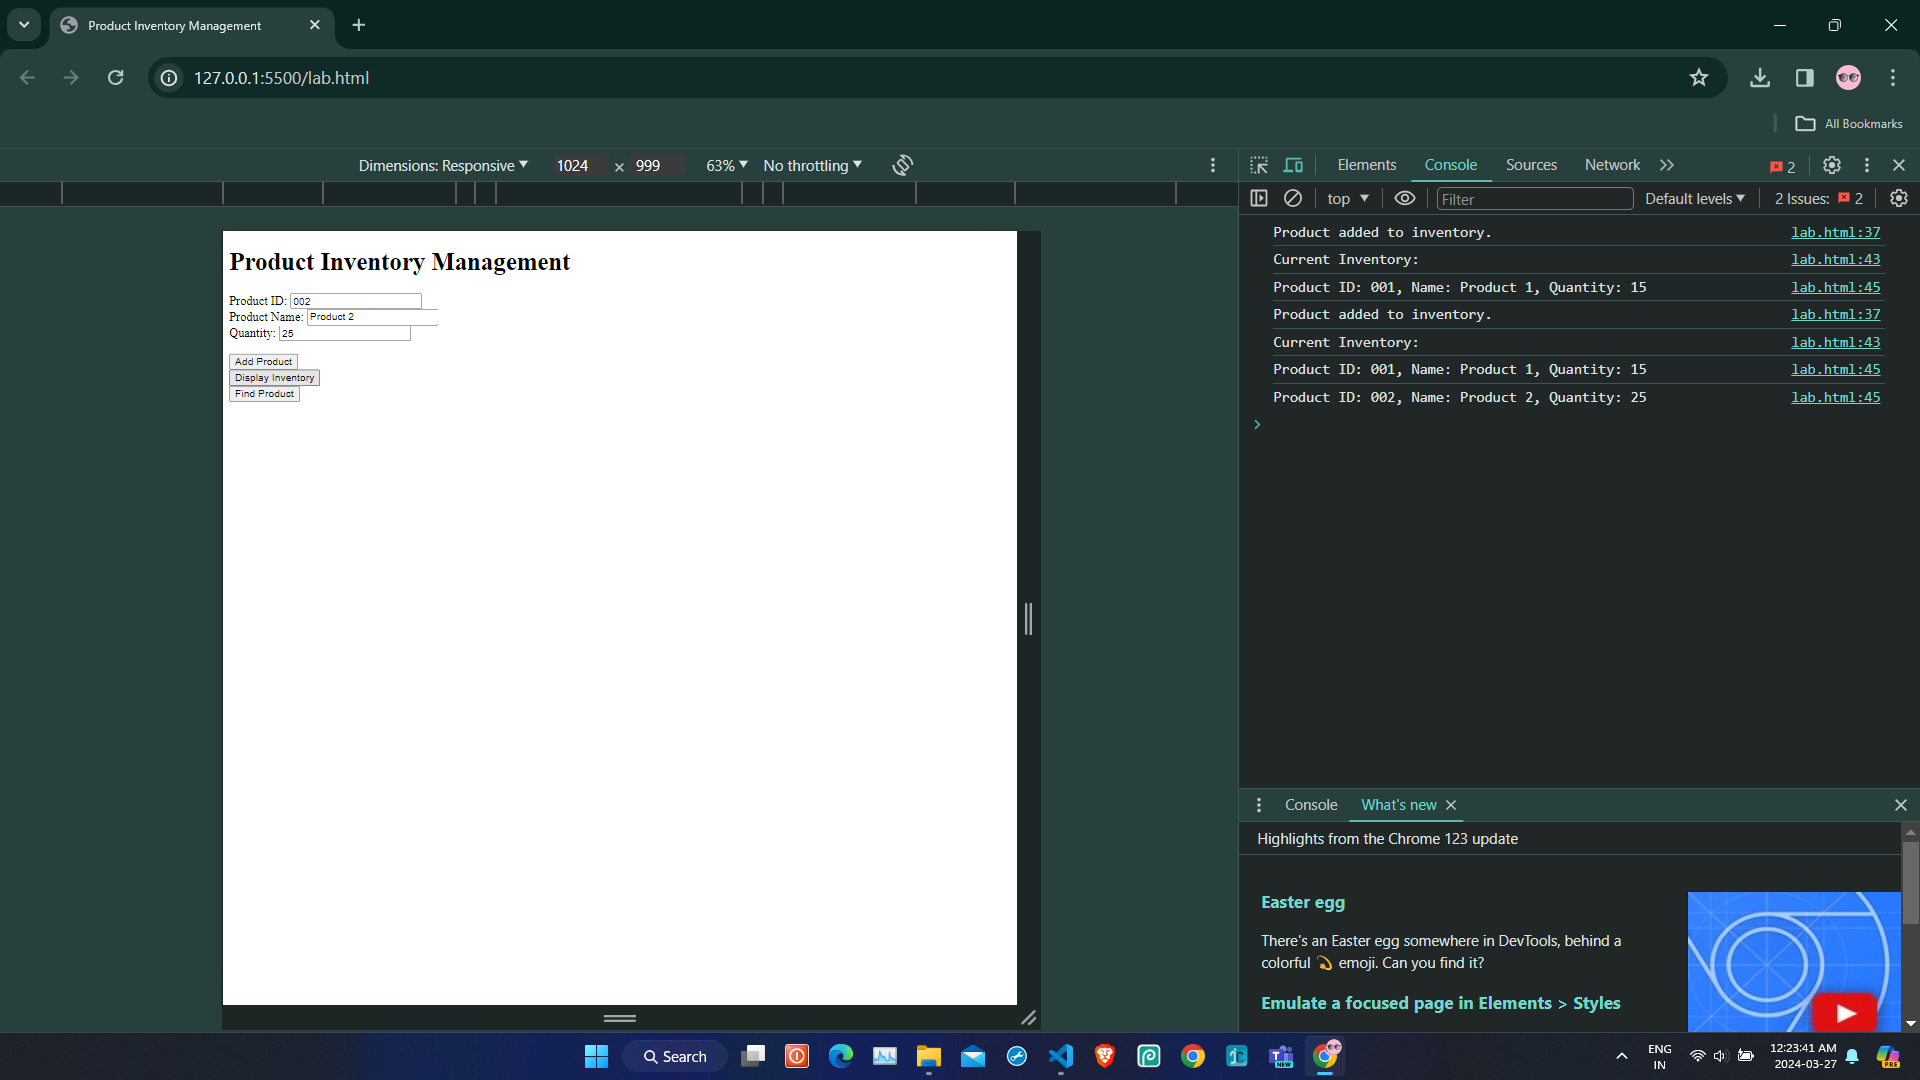 Product Inventory Management
127.0.0.1:5500/lab.html
All Bookmarks
Dimensions: Responsive 1024 × 999 63% No throttling
Product Inventory Management
Product ID: 002
Product Name: Product 2
Quantity: 25
Add Product
Display Inventory
Find Product
Elements Console Sources Network 2
top Filter Default levels 2 Issues: 2
Product added to inventory. lab.html:37
Current Inventory: lab.html:43
Product ID: 001, Name: Product 1, Quantity: 15 lab.html:45
Product added to inventory. lab.html:37
Current Inventory: lab.html:43
Product ID: 001, Name: Product 1, Quantity: 15 lab.html:45
Product ID: 002, Name: Product 2, Quantity: 25 lab.html:45
Console What's new
Highlights from the Chrome 123 update
Easter egg
There's an Easter egg somewhere in DevTools, behind a
colorful 💫 emoji. Can you find it?
Emulate a focused page in Elements > Styles
Search
ENG
IN
12:23:41 AM
2024-03-27
NEW
PRE